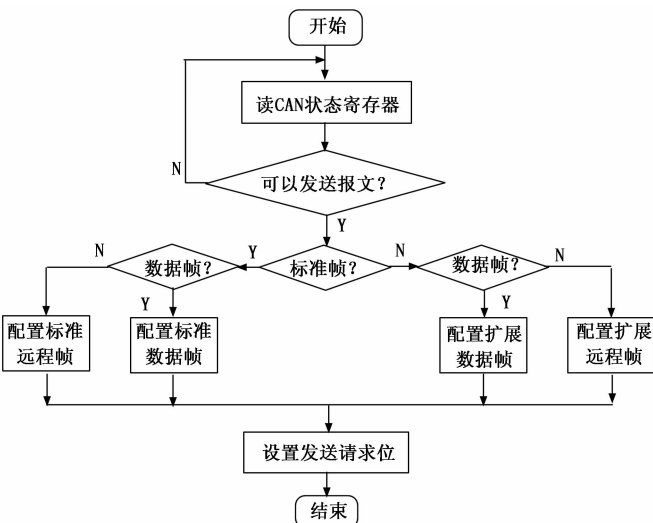 开始
读CAN状态寄存器
N
可以发送报文？
Y
N
数据帧？
Y
标准帧？
N
数据帧？
N
Y
Y
配置标准
远程帧
配置标准
数据帧
配置扩展
数据帧
配置扩展
远程帧
设置发送请求位
结束